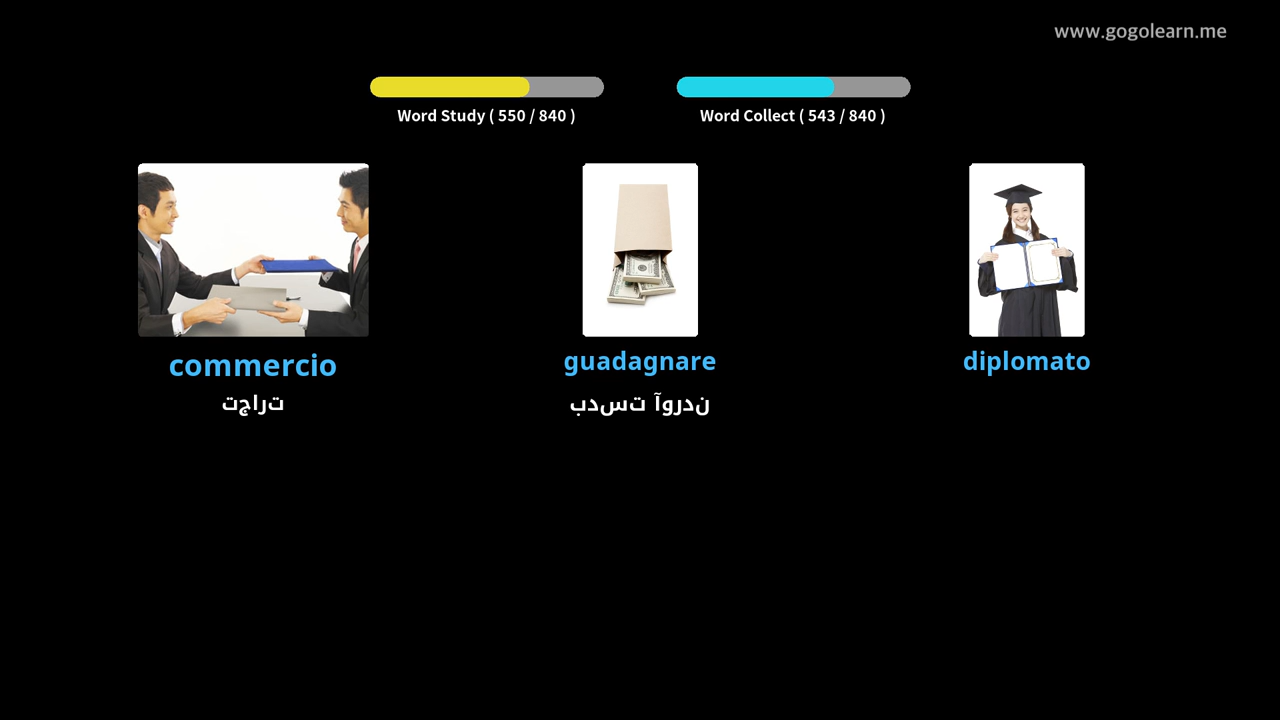 www.gogolearn.me
Word Study ( 550 / 840 )
Word Collect ( 543 / 840 )
commercio
guadagnare
diplomato
تجارت
بدست آوردن